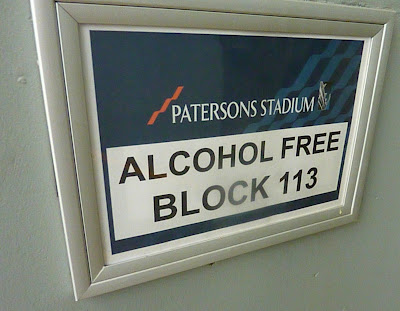 PATERSONS STADIUM
ALCOHOL FREE
BLOCK 113